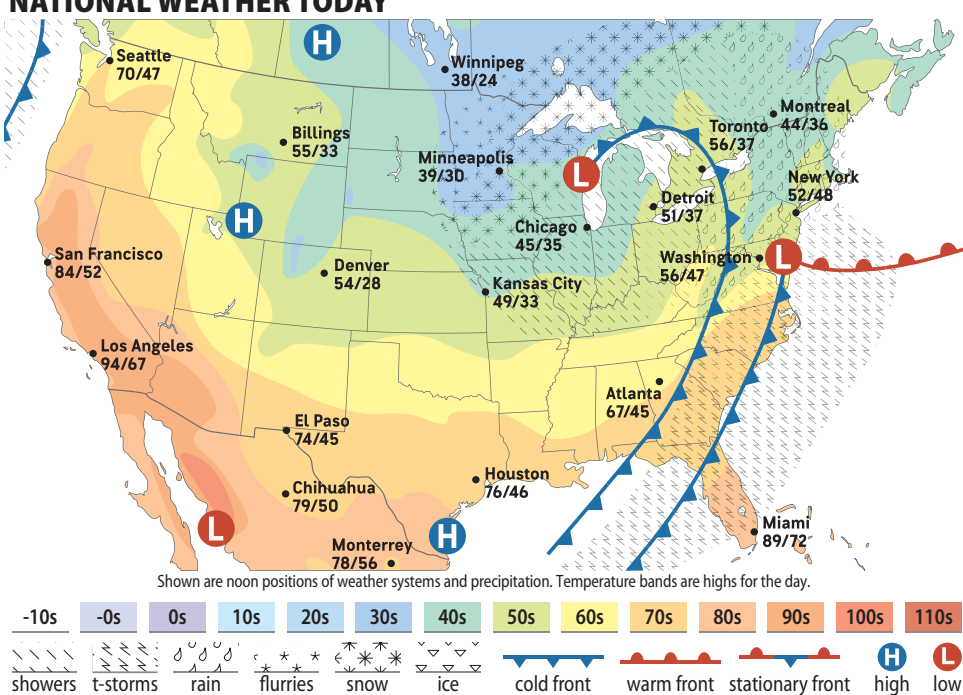 NATIONAL WEATHER TODAY
H
Seattle
70/47
Winnipeg
38/24
Billings
55/33
Montreal
44/36
Toronto
56/37
Minneapolis
39/30
L
New York
52/48
Detroit
51/37
H
Chicago
45/35
San Francisco
84/52
Denver
54/28
Washington
56/47
L
Kansas City
49/33
Los Angeles
94/67
Atlanta
67/45
El Paso
74/45
Houston
76/46
Chihuahua
79/50
L
H
Miami
89/72
Monterrey
78/56
Shown are noon positions of weather systems and precipitation. Temperature bands are highs for the day.
-10s -0s 0s 10s 20s 30s 40s 50s 60s 70s 80s 90s 100s 110s
H L
showers t-storms rain flurries snow ice cold front warm front stationary front high low